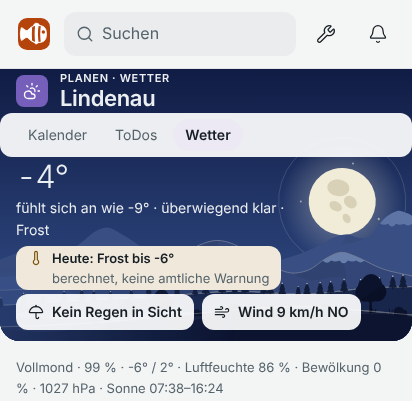 Suchen
PLANEN · WETTER
Lindenau
Kalender ToDos Wetter
-4°
fühlt sich an wie -9° · überwiegend klar ·
Frost
Heute: Frost bis -6°
berechnet, keine amtliche Warnung
Kein Regen in Sicht Wind 9 km/h NO
Vollmond · 99 % · -6° / 2° · Luftfeuchte 86 % · Bewölkung 0
% · 1027 hPa · Sonne 07:38–16:24